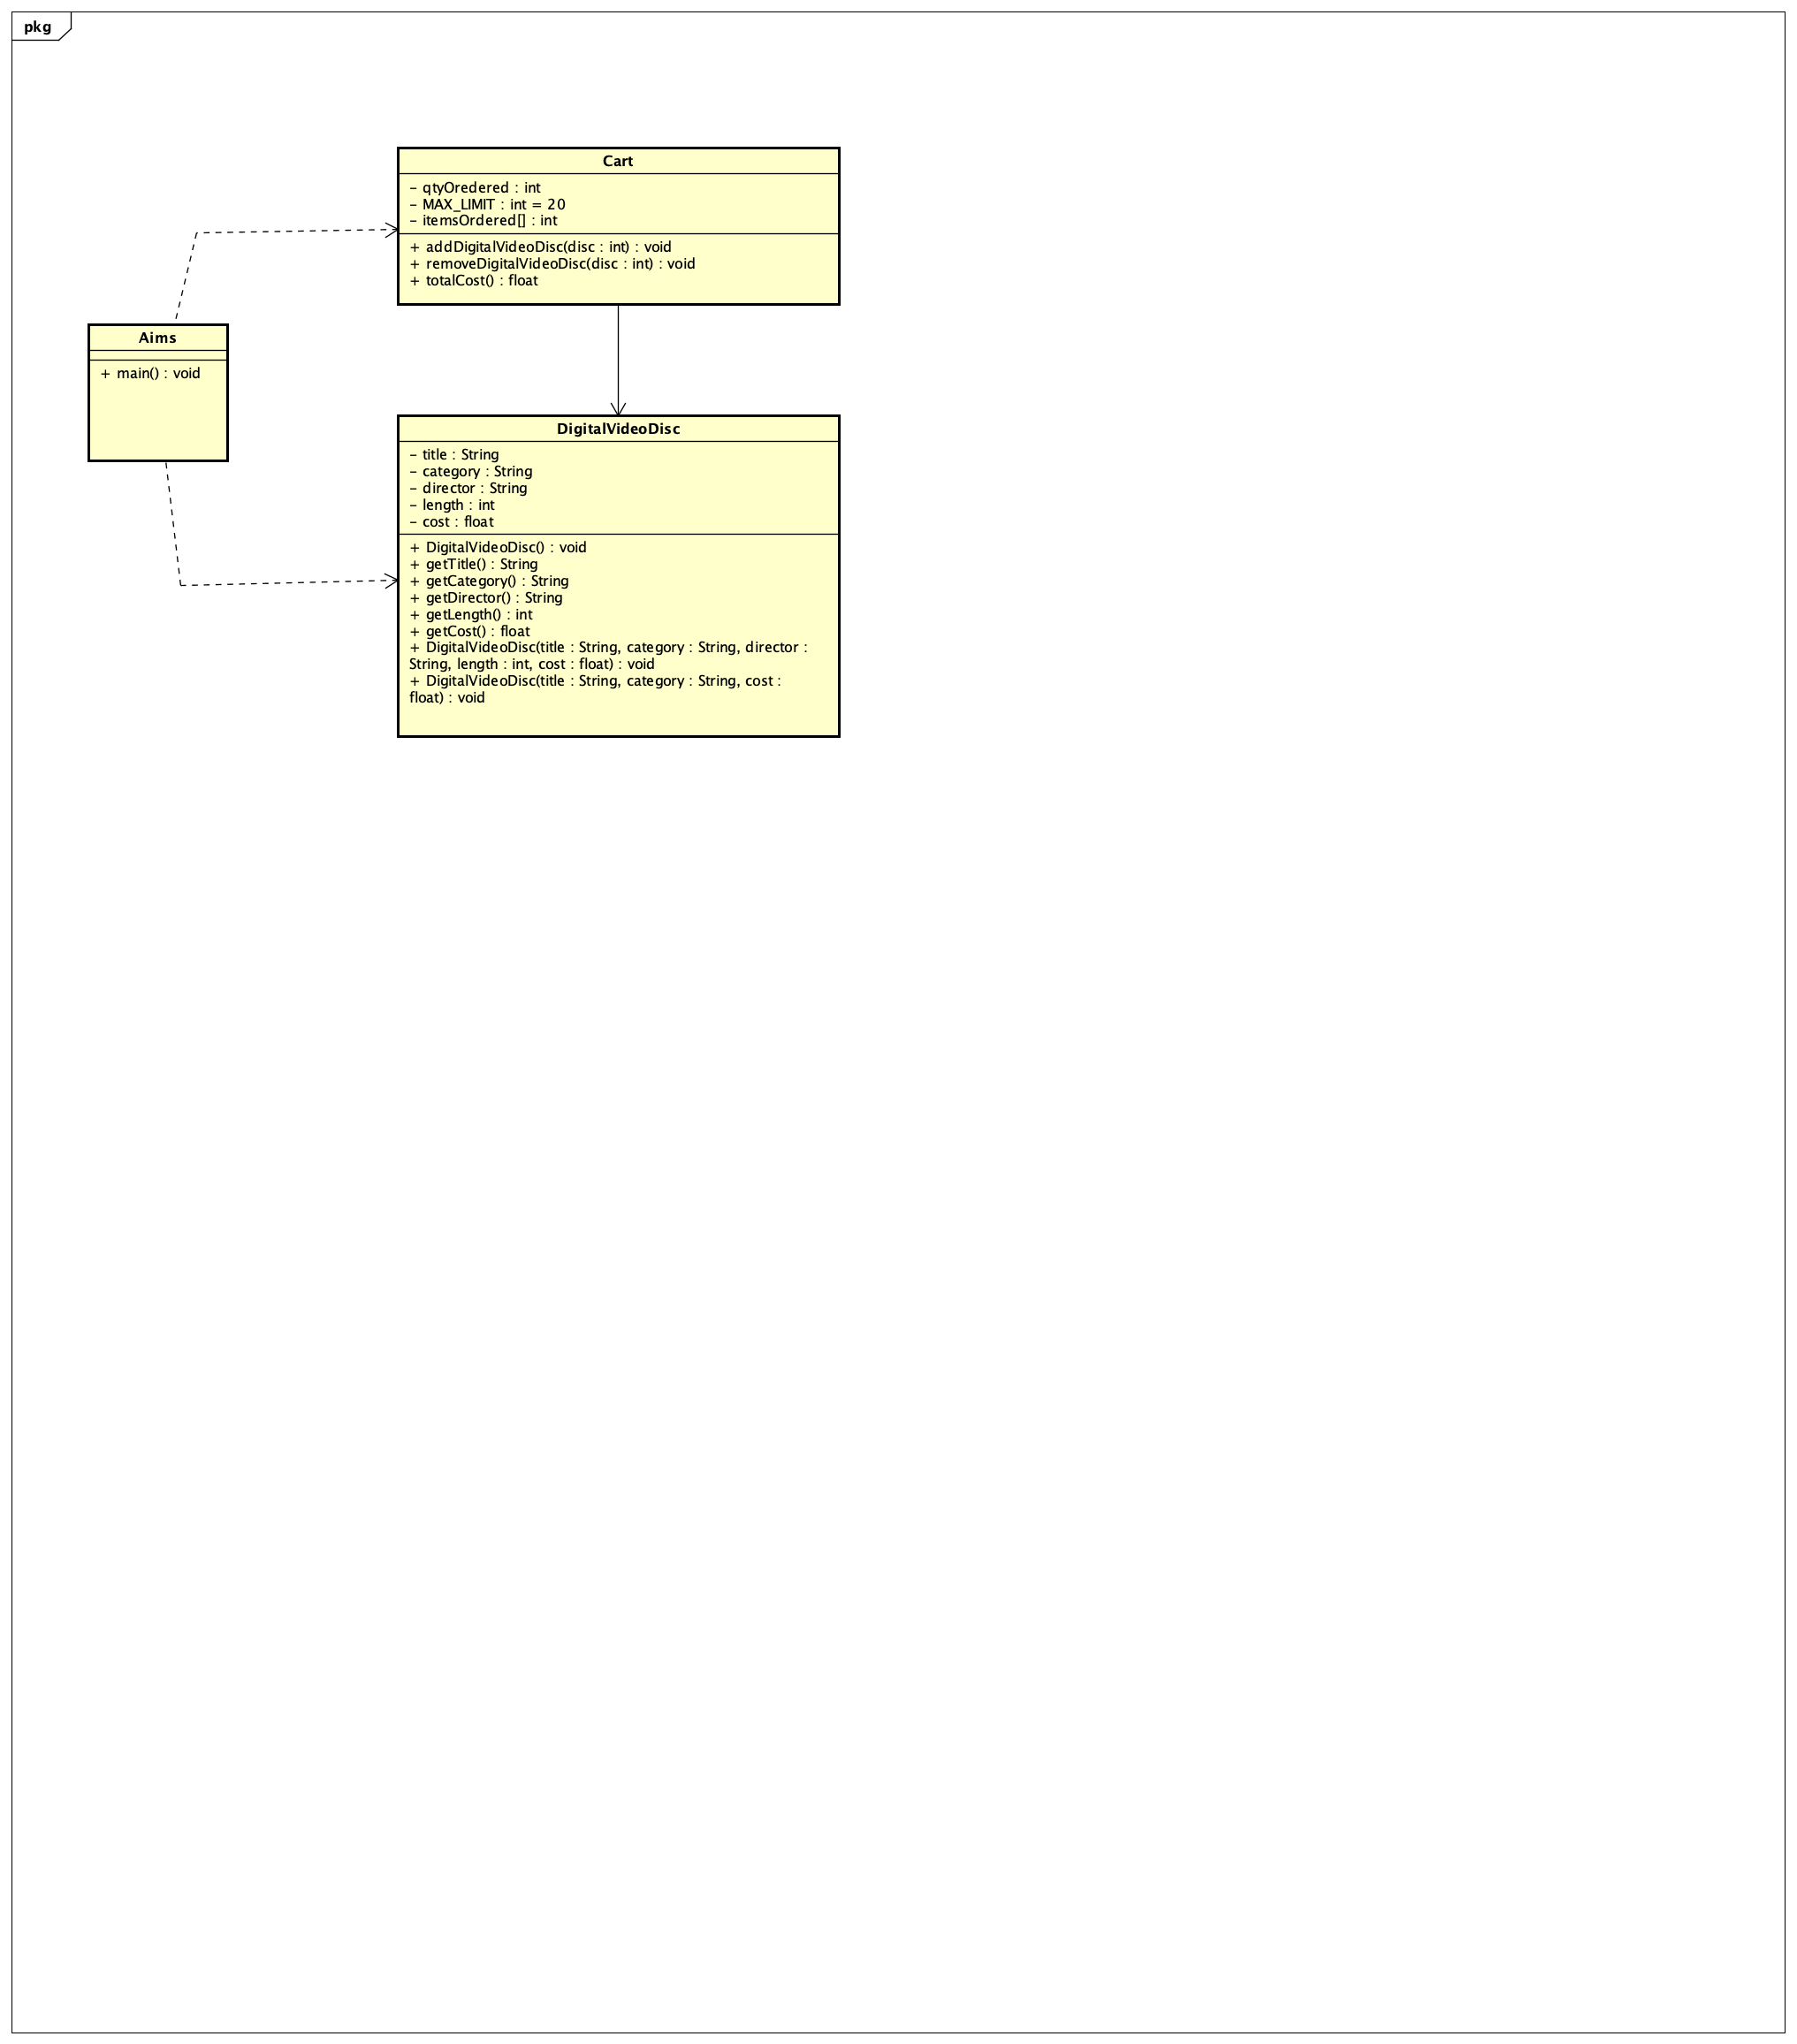 pkg
Cart
– qtyOredered : int
– MAX_LIMIT : int = 20
– itemsOrdered[] : int
+ addDigitalVideoDisc(disc : int) : void
+ removeDigitalVideoDisc(disc : int) : void
+ totalCost() : float
Aims
+ main() : void
DigitalVideoDisc
– title : String
– category : String
– director : String
– length : int
– cost : float
+ DigitalVideoDisc() : void
+ getTitle() : String
+ getCategory() : String
+ getDirector() : String
+ getLength() : int
+ getCost() : float
+ DigitalVideoDisc(title : String, category : String, director :
String, length : int, cost : float) : void
+ DigitalVideoDisc(title : String, category : String, cost :
float) : void